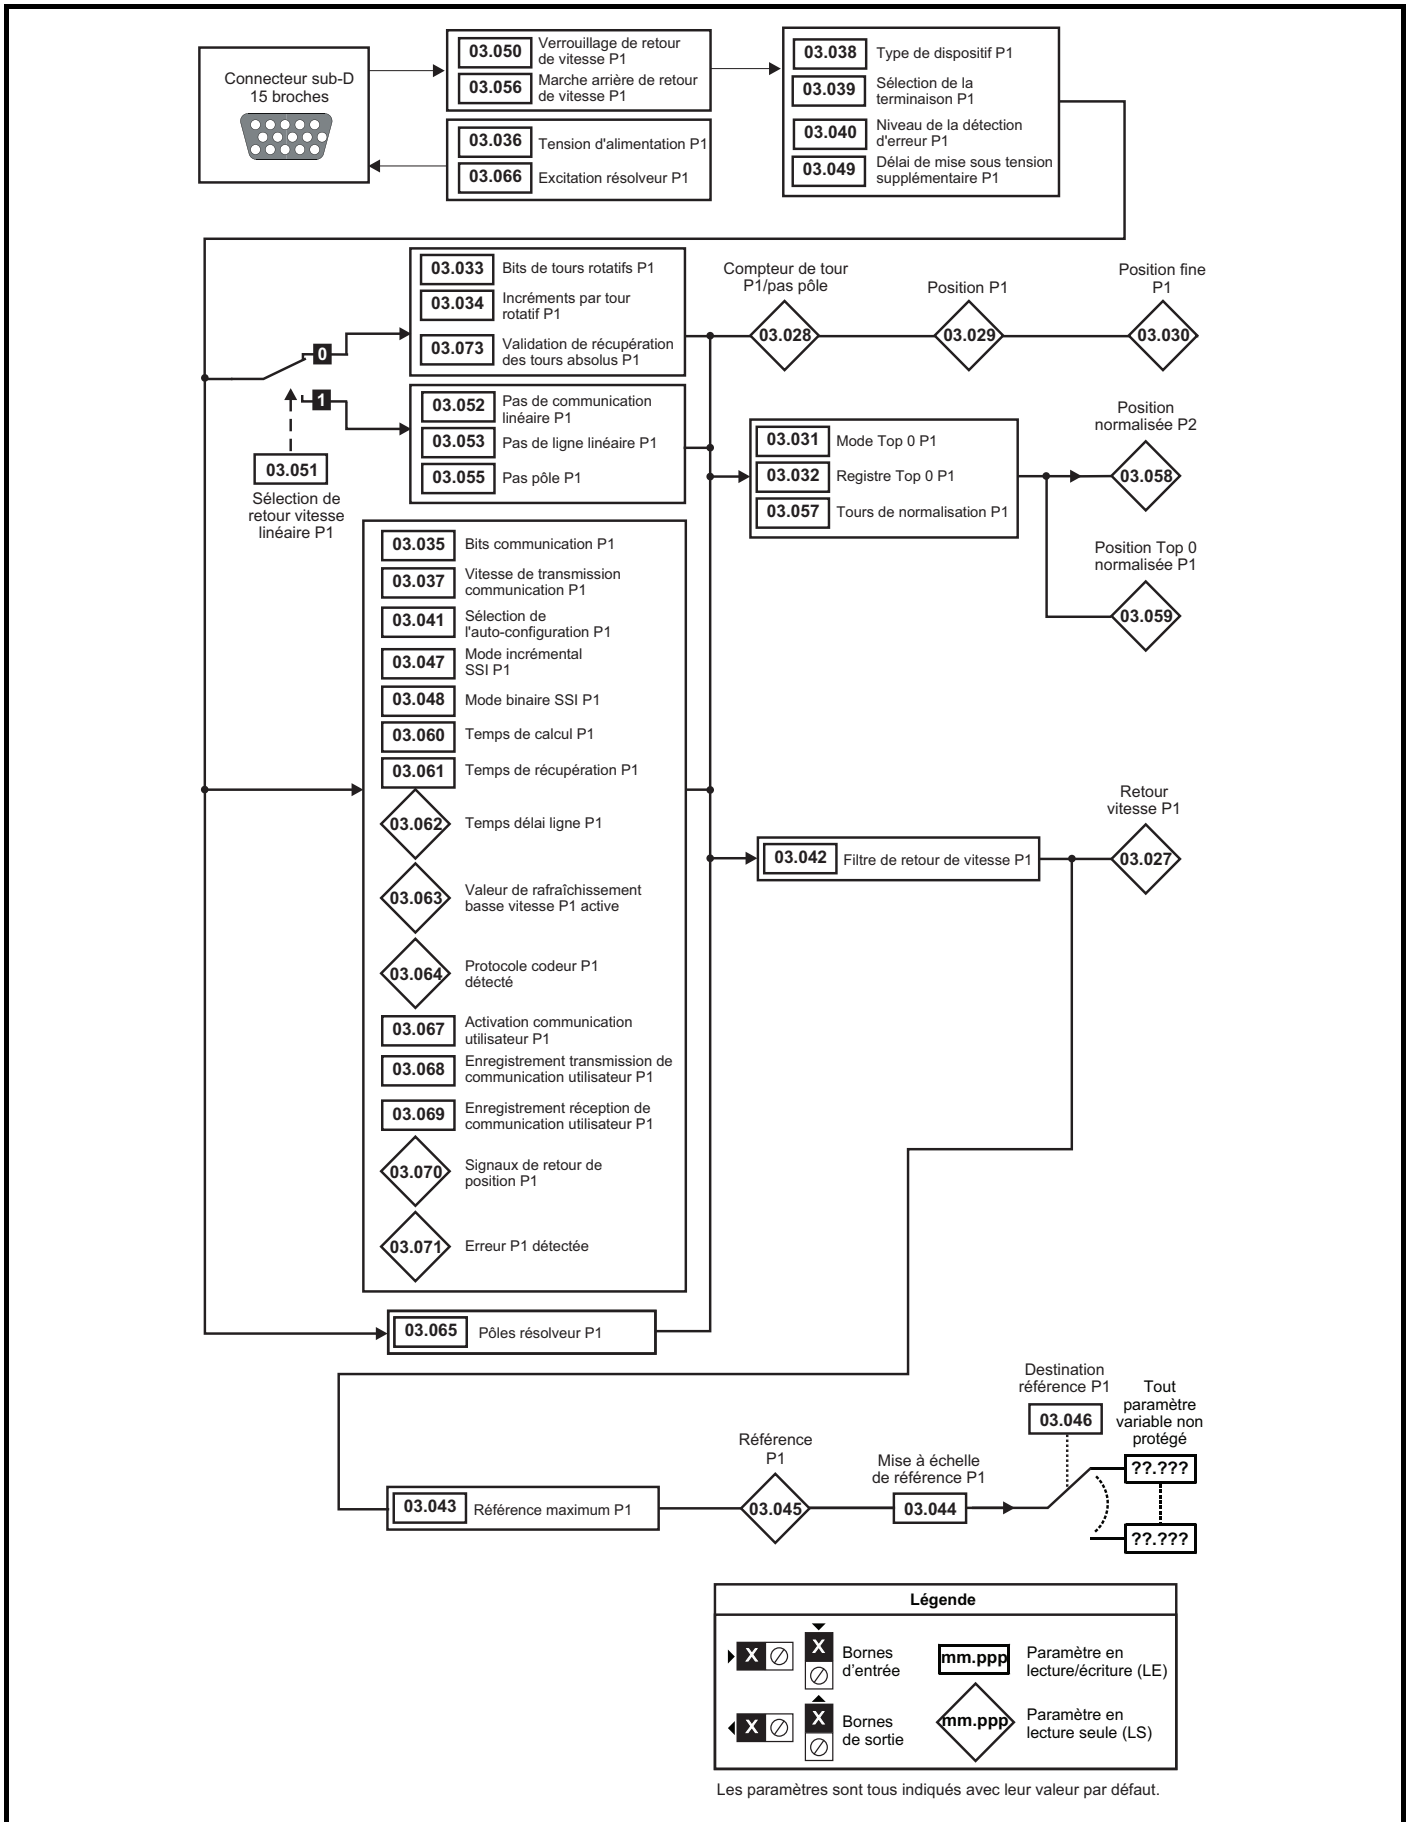 Connecteur sub-D
15 broches
03.050
Verrouillage de retour
de vitesse P1
03.056
Marche arrière de retour
de vitesse P1
03.036
Tension d'alimentation P1
03.066
Excitation résolveur P1
03.038
Type de dispositif P1
03.039
Sélection de la
terminaison P1
03.040
Niveau de la détection
d'erreur P1
03.049
Délai de mise sous tension
supplémentaire P1
03.033
Bits de tours rotatifs P1
03.034
Incréments par tour
rotatif P1
03.073
Validation de récupération
des tours absolus P1
0
1
03.051
Sélection de
retour vitesse
linéaire P1
03.052
Pas de communication
linéaire P1
03.053
Pas de ligne linéaire P1
03.055
Pas pôle P1
Compteur de tour
P1/pas pôle
03.028
Position P1
03.029
Position fine
P1
03.030
03.031
Mode Top 0 P1
03.032
Registre Top 0 P1
03.057
Tours de normalisation P1
Position
normalisée P2
03.058
Position Top 0
normalisée P1
03.059
03.035
Bits communication P1
03.037
Vitesse de transmission
communication P1
03.041
Sélection de
l'auto-configuration P1
03.047
Mode incrémental
SSI P1
03.048
Mode binaire SSI P1
03.060
Temps de calcul P1
03.061
Temps de récupération P1
03.062
Temps délai ligne P1
03.063
Valeur de rafraîchissement
basse vitesse P1 active
03.064
Protocole codeur P1
détecté
03.067
Activation communication
utilisateur P1
03.068
Enregistrement transmission de
communication utilisateur P1
03.069
Enregistrement réception de
communication utilisateur P1
03.070
Signaux de retour de
position P1
03.071
Erreur P1 détectée
03.065
Pôles résolveur P1
03.042
Filtre de retour de vitesse P1
Retour
vitesse P1
03.027
03.043
Référence maximum P1
Référence
P1
03.045
Mise à échelle
de référence P1
03.044
Destination
référence P1
03.046
Tout
paramètre
variable non
protégé
??.???
??.???
Légende
X
X
Bornes
d’entrée
mm.ppp
Paramètre en
lecture/écriture (LE)
X
X
Bornes
de sortie
mm.ppp
Paramètre en
lecture seule (LS)
Les paramètres sont tous indiqués avec leur valeur par défaut.